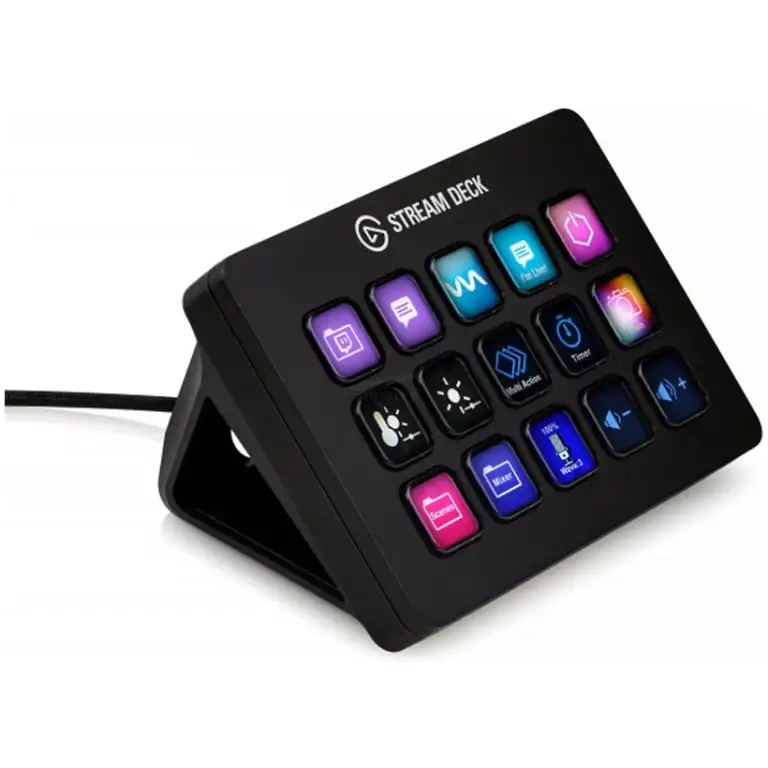 STREAM DECK
I'm Live!
Multi Action
Timer
Scenes
Mixer
100%
Wave:3